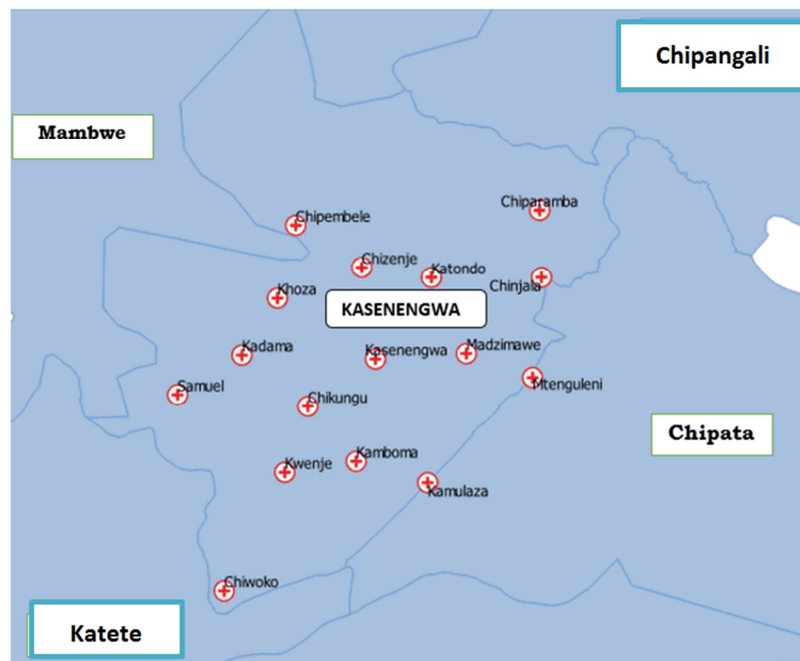 Chipangali
Mambwe
Chiparamba
Chipembele
Chizenje
Katondo
Chinjala
Khoza
KASENENGWA
Kadama
Kasenengwa
Madzimawe
Samuel
Mtenguleni
Chikungu
Chipata
Kamboma
Kwenje
Kamulaza
Chiwoko
Katete